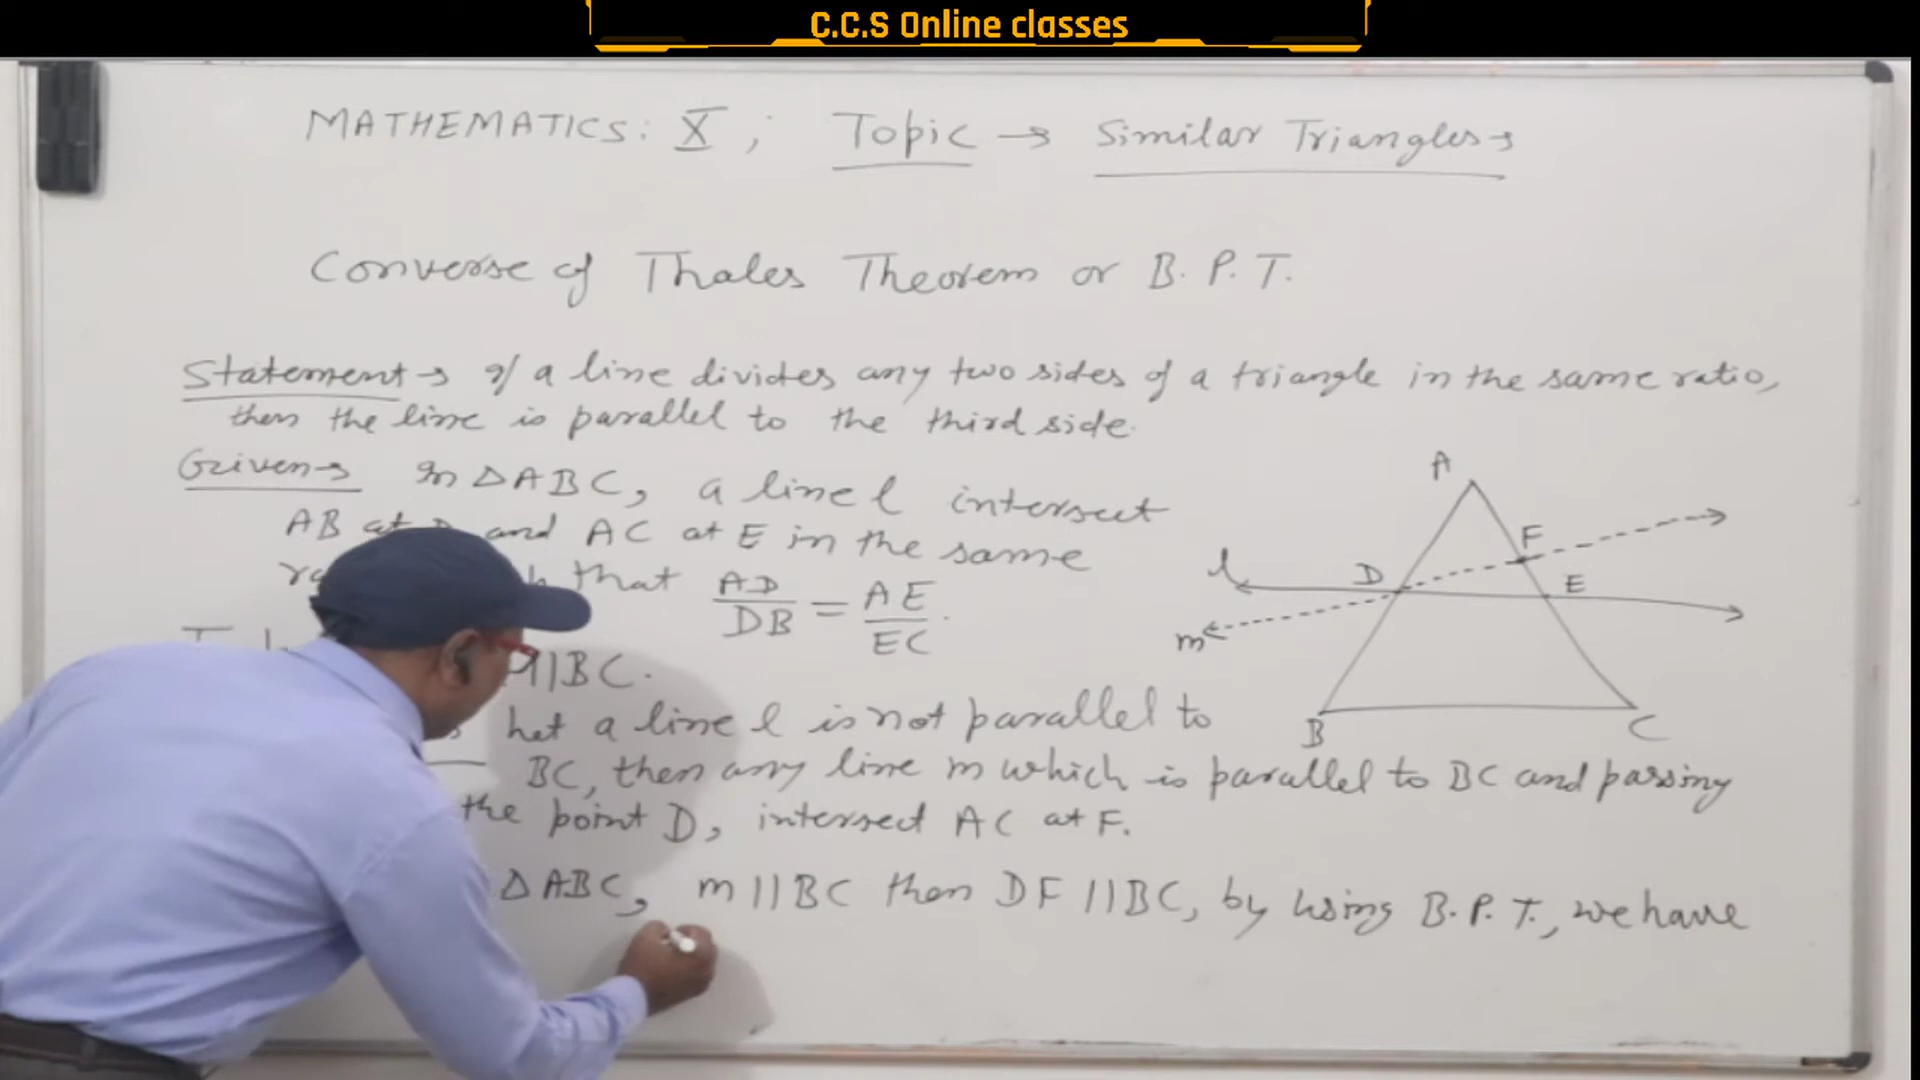 C.C.S Online classes
MATHEMATICS: X ; Topic → Similar Triangles →
Converse of Thales Theorem or B.P.T.
Statement → If a line divides any two sides of a triangle in the same ratio,
then the line is parallel to the third side.
Given → In △ABC, a line l intersect
AB at and AC at E in the same
that AD/DB = AE/EC.
||BC.
Let a line l is not parallel to
BC, then any line m which is parallel to BC and passing
the point D, intersect AC at F.
△ABC, m||BC then DF||BC, by using B.P.T., we have
A
F
D
E
l
m
B
C